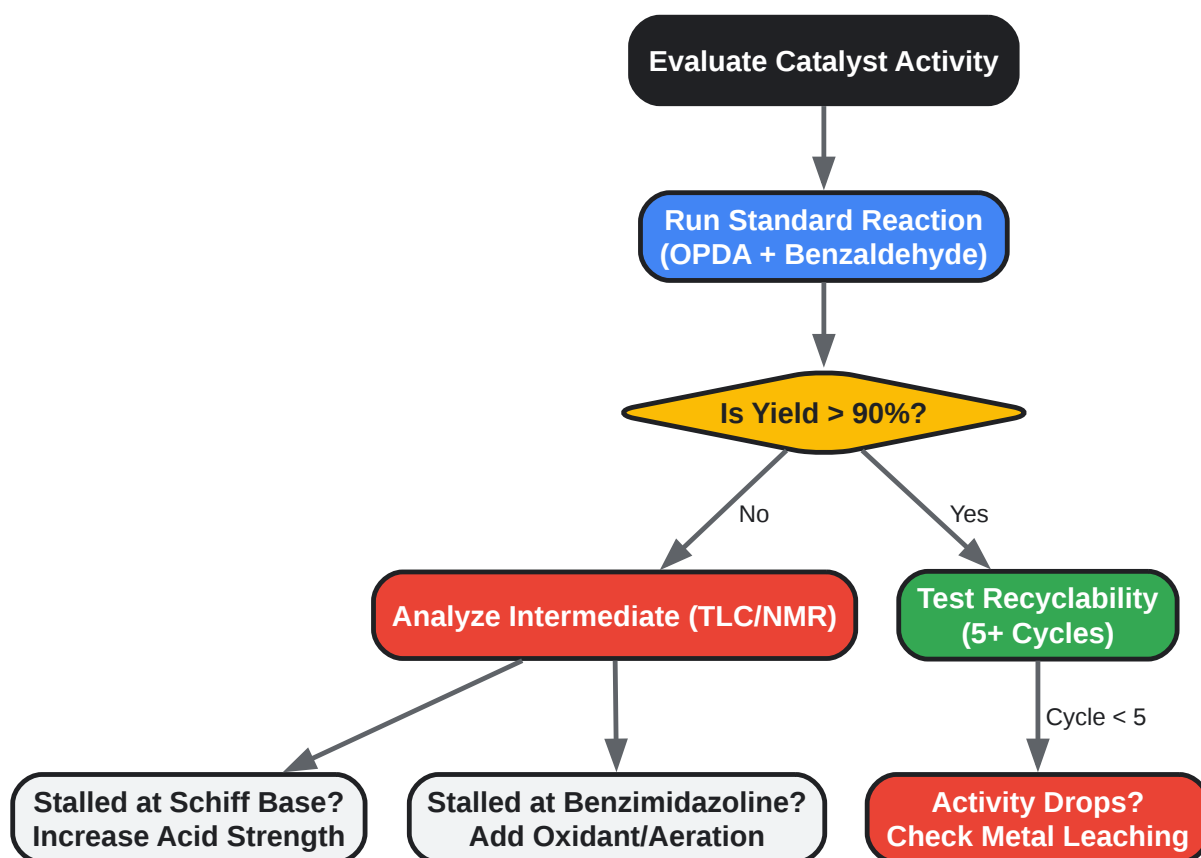 Evaluate Catalyst Activity
Run Standard Reaction
(OPDA + Benzaldehyde)
Is Yield > 90%?
No
Yes
Analyze Intermediate (TLC/NMR)
Test Recyclability
(5+ Cycles)
Cycle < 5
Stalled at Schiff Base?
Increase Acid Strength
Stalled at Benzimidazoline?
Add Oxidant/Aeration
Activity Drops?
Check Metal Leaching